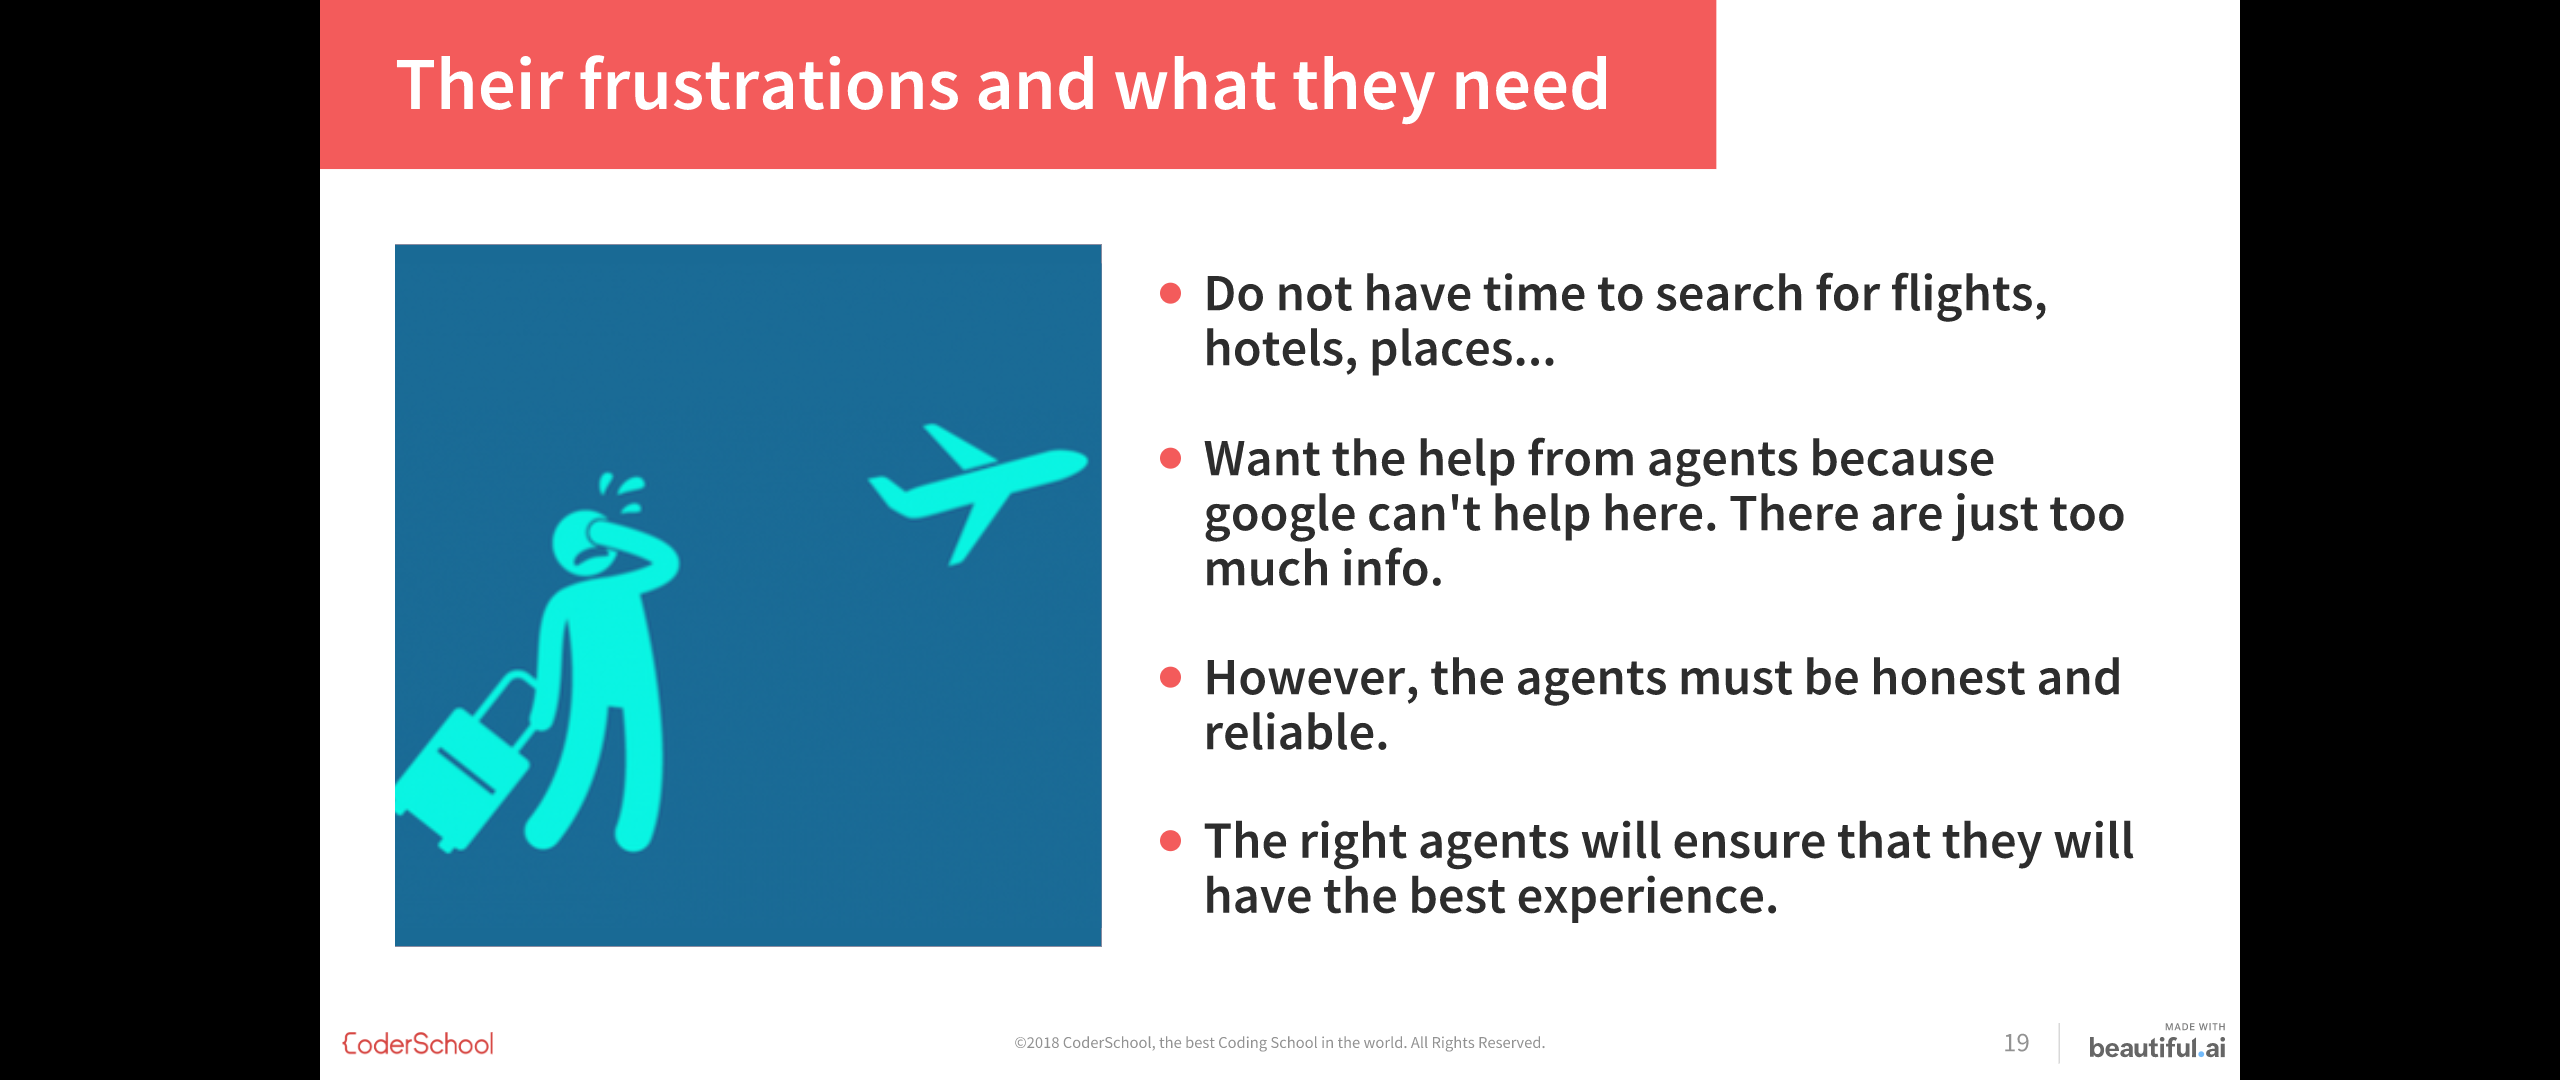 Their frustrations and what they need
Do not have time to search for flights,
hotels, places...
Want the help from agents because
google can't help here. There are just too
much info.
However, the agents must be honest and
reliable.
The right agents will ensure that they will
have the best experience.
{CoderSchool
©2018 CoderSchool, the best Coding School in the world. All Rights Reserved.
19
MADE WITH
beautiful.ai